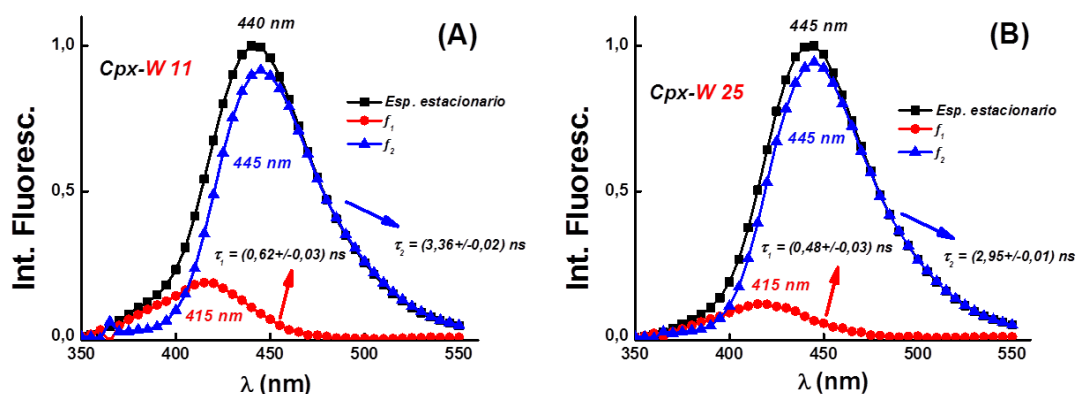 440 nm
(A)
1,0
Cpx-W 11
Esp. estacionario
f1
f2
445 nm
0,5
τ1 = (0,62+/-0,03) ns
τ2 = (3,36+/-0,02) ns
415 nm
0,0
350 400 450 500 550
λ (nm)
Int. Fluoresc.
445 nm
(B)
1,0
Cpx-W 25
Esp. estacionario
f1
f2
445 nm
0,5
τ1 = (0,48+/-0,03) ns
τ2 = (2,95+/-0,01) ns
415 nm
0,0
350 400 450 500 550
λ (nm)
Int. Fluoresc.